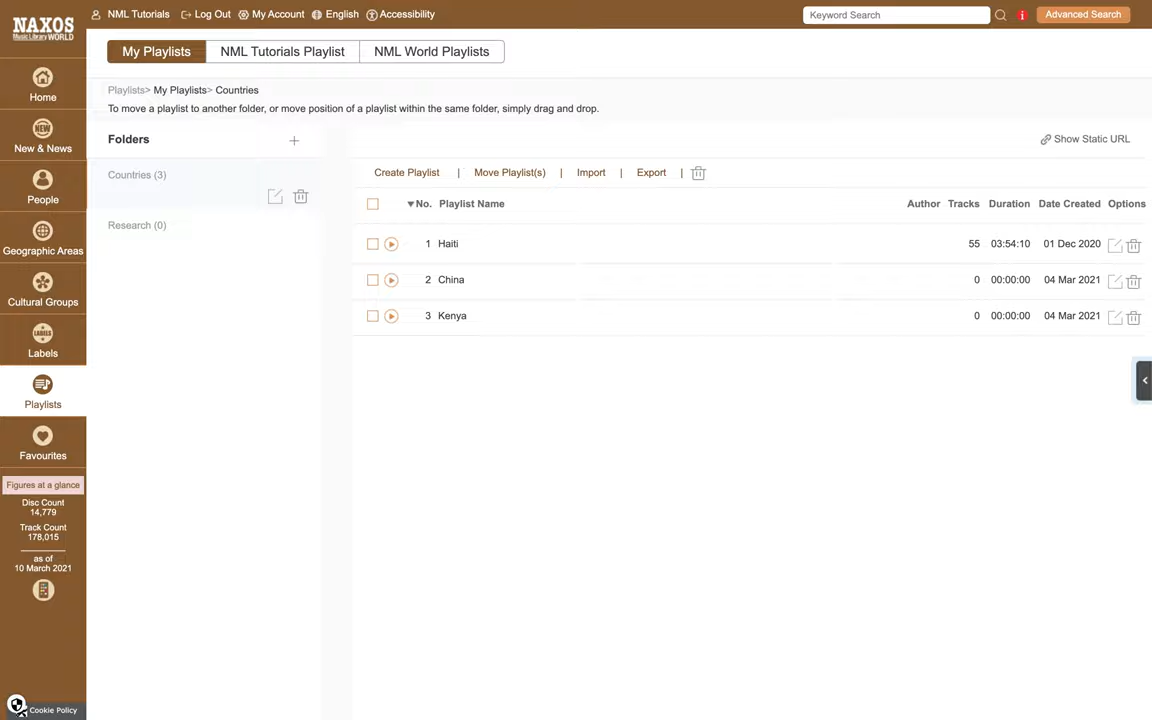 NAXOS
Music Library
WORLD
NML Tutorials Log Out My Account English Accessibility
Keyword Search
Advanced Search
My Playlists NML Tutorials Playlist NML World Playlists
Playlists> My Playlists> Countries
To move a playlist to another folder, or move position of a playlist within the same folder, simply drag and drop.
Home
NEW
New & News
People
Geographic Areas
Cultural Groups
LABELS
Labels
Playlists
Favourites
Figures at a glance
Disc Count
14,779
Track Count
178,015
as of
10 March 2021
Cookie Policy
Folders +
Countries (3)
Research (0)
Show Static URL
Create Playlist | Move Playlist(s) | Import | Export |
▼No. Playlist Name Author Tracks Duration Date Created Options
1 Haiti 55 03:54:10 01 Dec 2020
2 China 0 00:00:00 04 Mar 2021
3 Kenya 0 00:00:00 04 Mar 2021